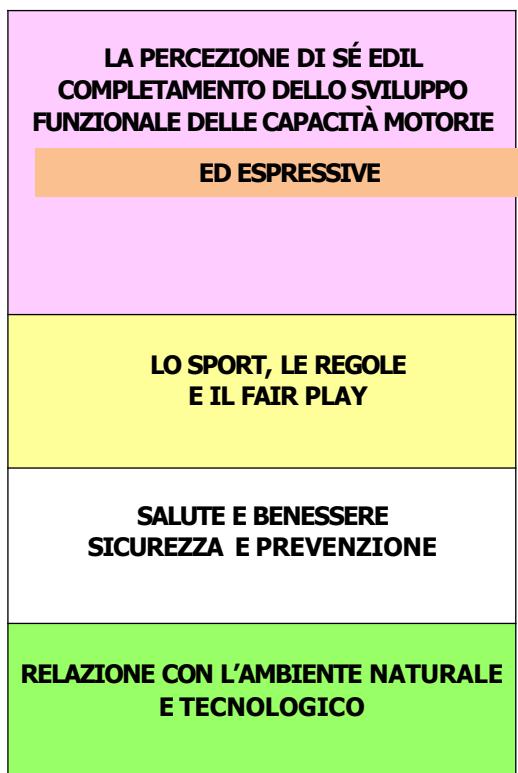 LA PERCEZIONE DI SÉ EDIL
COMPLETAMENTO DELLO SVILUPPO
FUNZIONALE DELLE CAPACITÀ MOTORIE
ED ESPRESSIVE
LO SPORT, LE REGOLE
E IL FAIR PLAY
SALUTE E BENESSERE
SICUREZZA E PREVENZIONE
RELAZIONE CON L’AMBIENTE NATURALE
E TECNOLOGICO